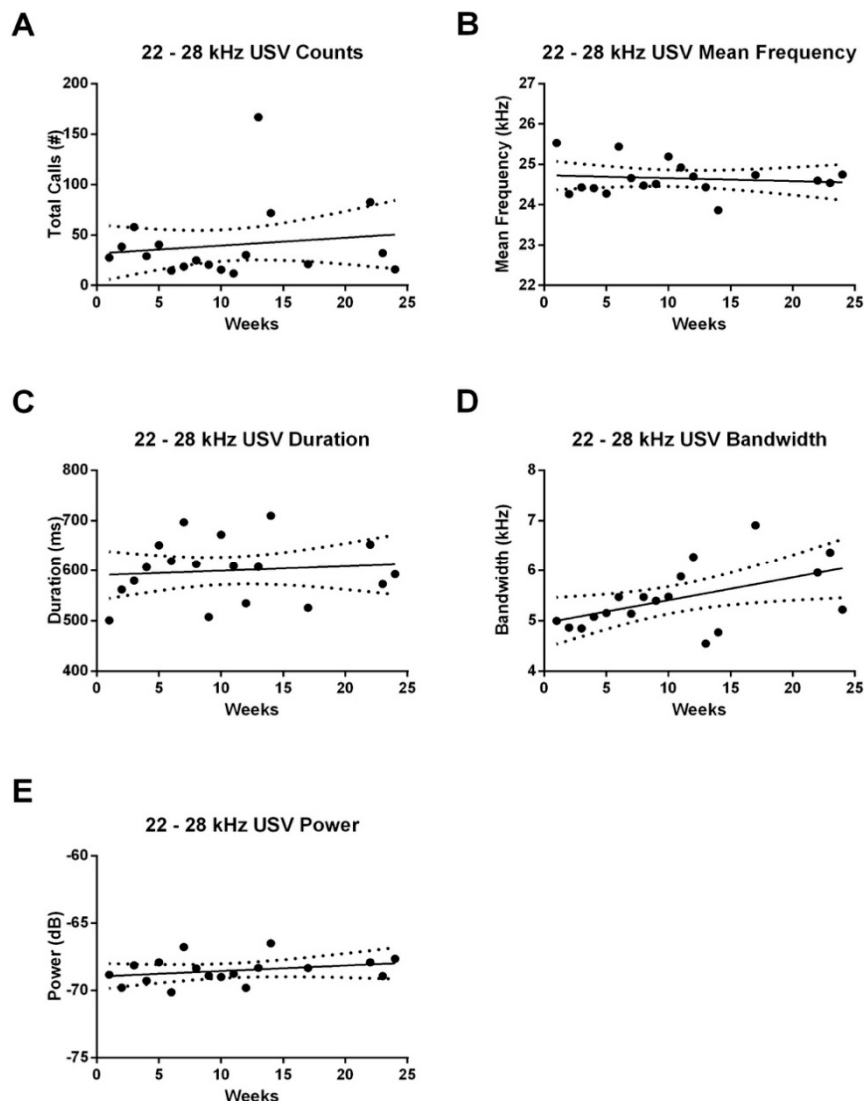 A
22 - 28 kHz USV Counts
Total Calls (#)
200
150
100
50
0
0 5 10 15 20 25
Weeks
B
22 - 28 kHz USV Mean Frequency
Mean Frequency (kHz)
27
26
25
24
23
22
0 5 10 15 20 25
Weeks
C
22 - 28 kHz USV Duration
Duration (ms)
800
700
600
500
400
0 5 10 15 20 25
Weeks
D
22 - 28 kHz USV Bandwidth
Bandwidth (kHz)
8
7
6
5
4
0 5 10 15 20 25
Weeks
E
22 - 28 kHz USV Power
Power (dB)
-60
-65
-70
-75
0 5 10 15 20 25
Weeks